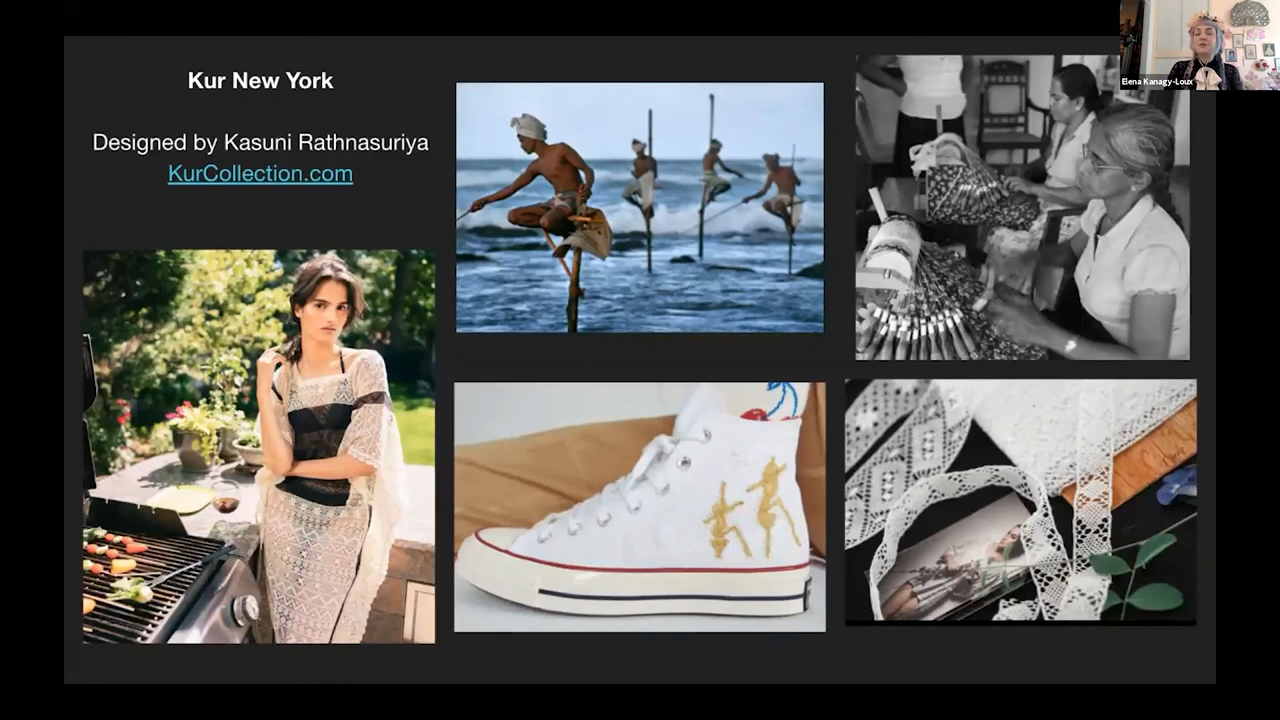 Kur New York
Designed by Kasuni Rathnasuriya
KurCollection.com
Elena Kanagy-Loux